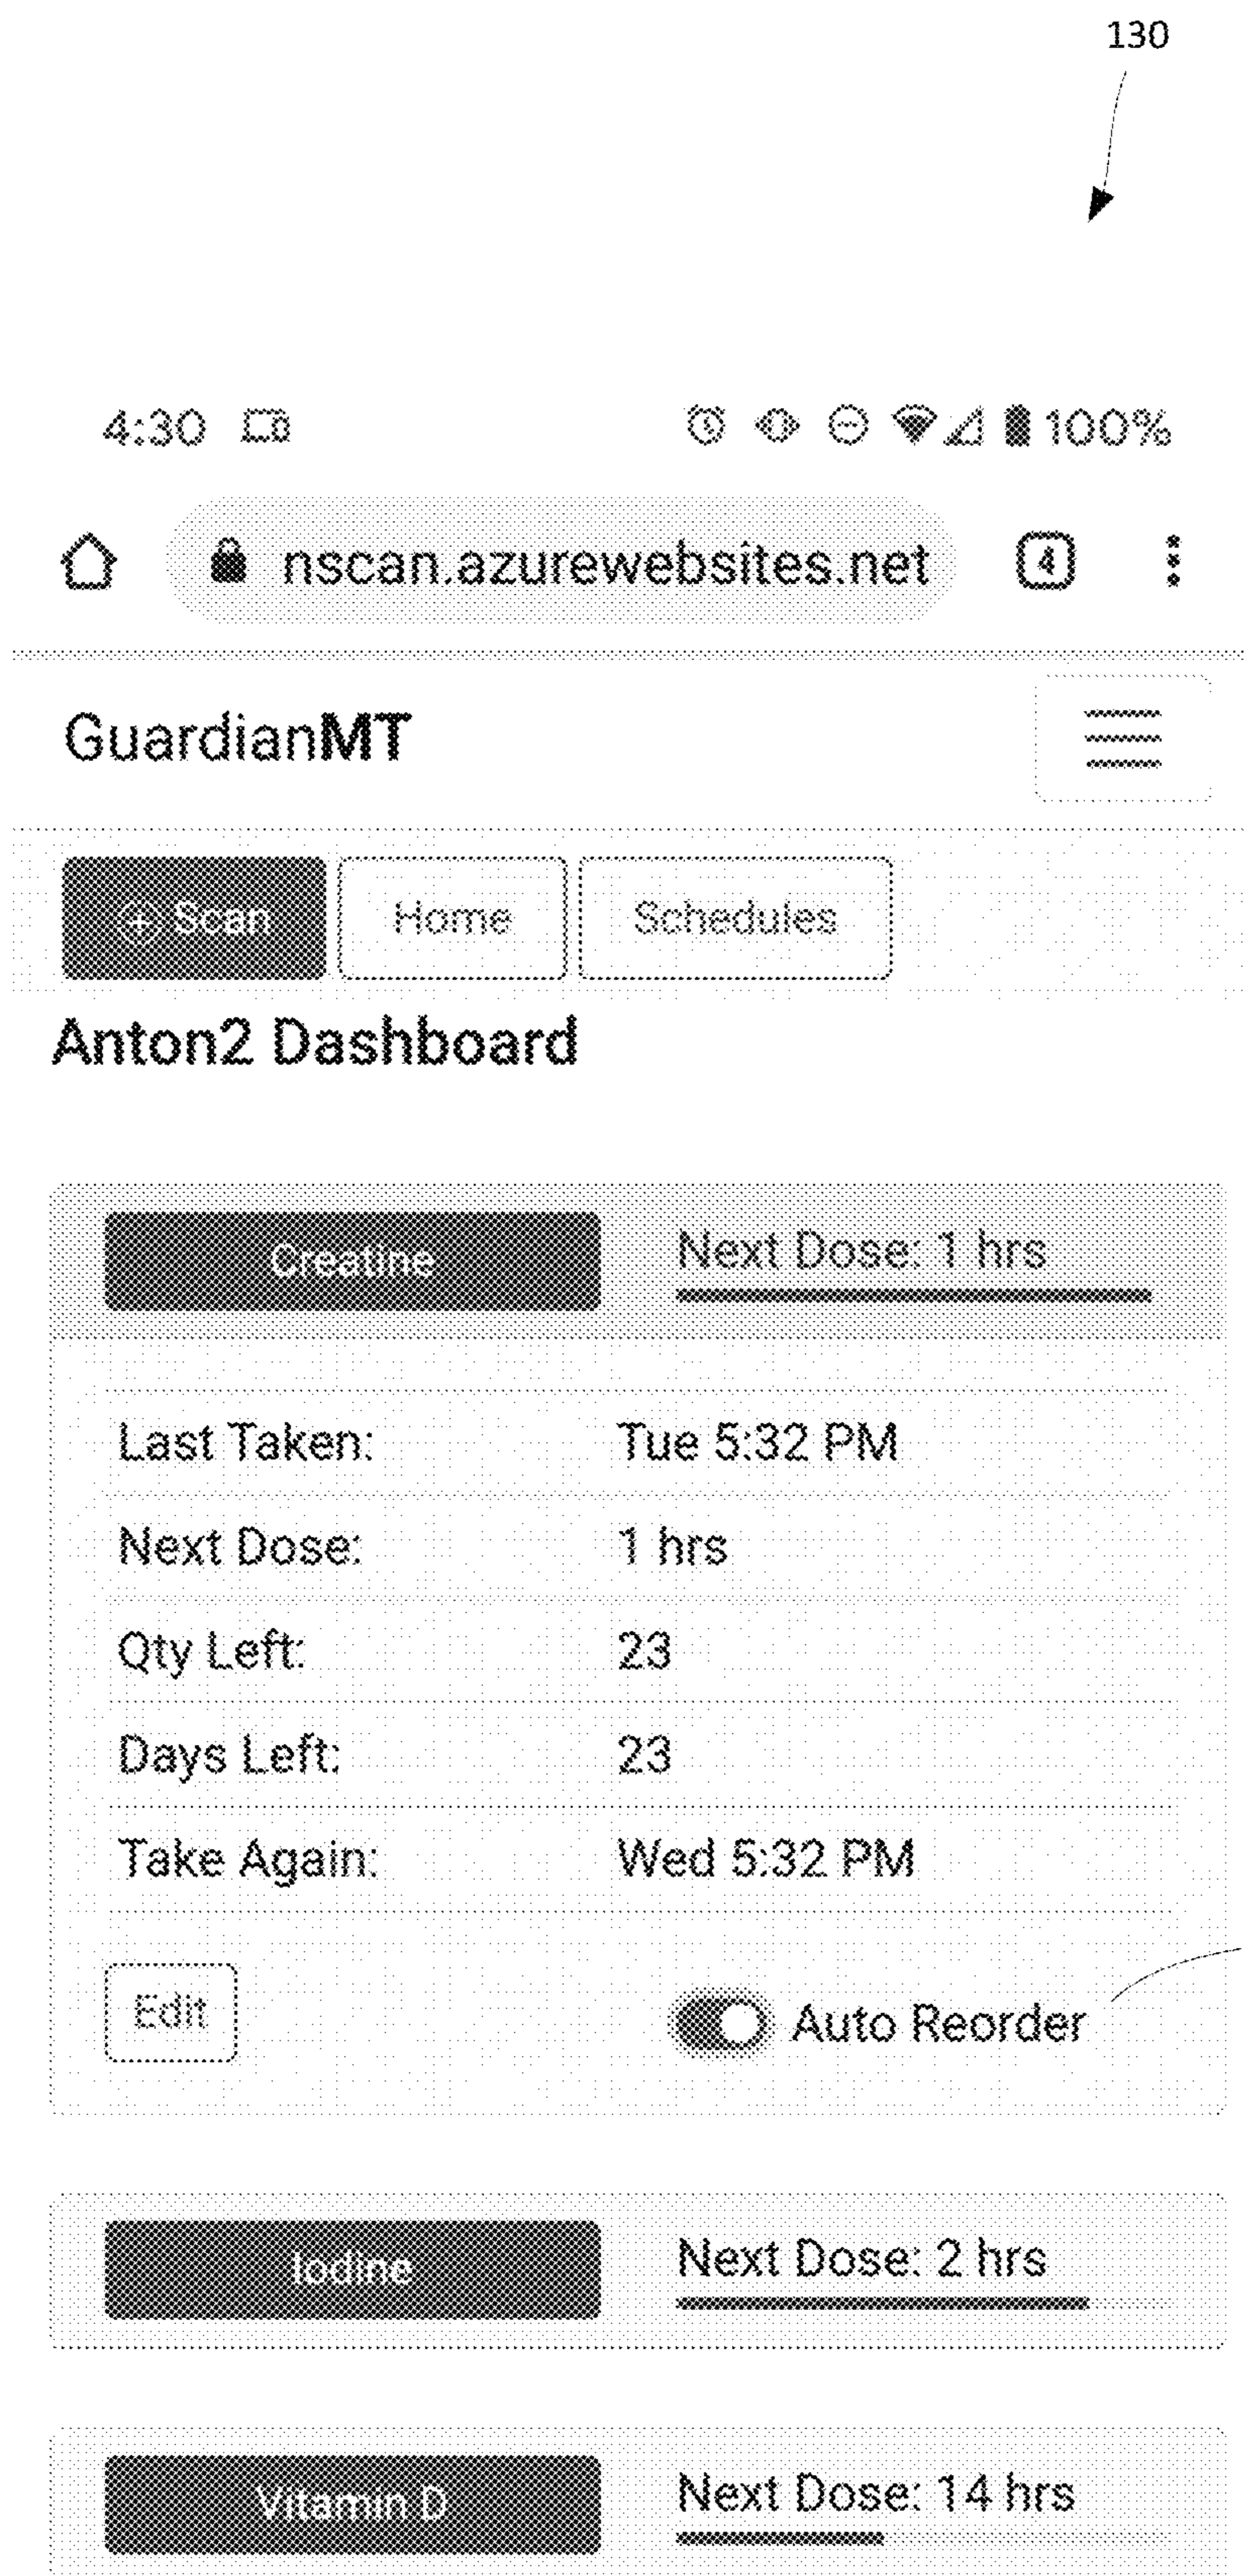 130
4:30 100%
nscan.azurewebsites.net 4
GuardianMT
Scan Home Schedules
Anton2 Dashboard
Creatine Next Dose: 1 hrs
Last Taken: Tue 5:32 PM
Next Dose: 1 hrs
Qty Left: 23
Days Left: 23
Take Again: Wed 5:32 PM
Edit Auto Reorder
Iodine Next Dose: 2 hrs
Vitamin D Next Dose: 14 hrs